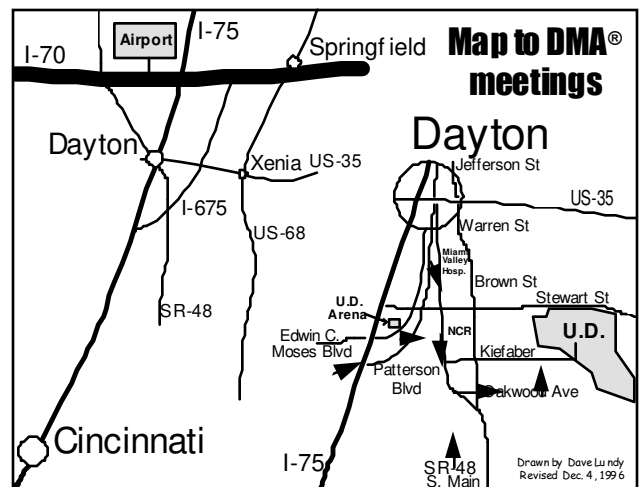 Map to DMA®
meetings
Airport
I-75
I-70
Springfield
Dayton
Xenia
US-35
I-675
US-68
SR-48
Cincinnati
Dayton
Jefferson St
US-35
Warren St
Miami
Valley
Hosp.
Brown St
Stewart St
U.D.
Arena
Edwin C.
Moses Blvd
NCR
Kiefaber
U.D.
Patterson
Blvd
Oakwood Ave
I-75
SR-48
S. Main
Drawn by Dave Lundy
Revised Dec. 4, 1996